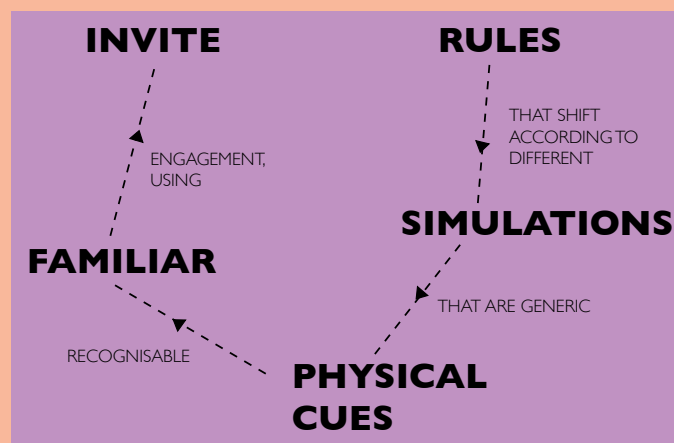 INVITE
RULES
THAT SHIFT
ACCORDING TO
DIFFERENT
ENGAGEMENT,
USING
SIMULATIONS
FAMILIAR
THAT ARE GENERIC
RECOGNISABLE
PHYSICAL
CUES